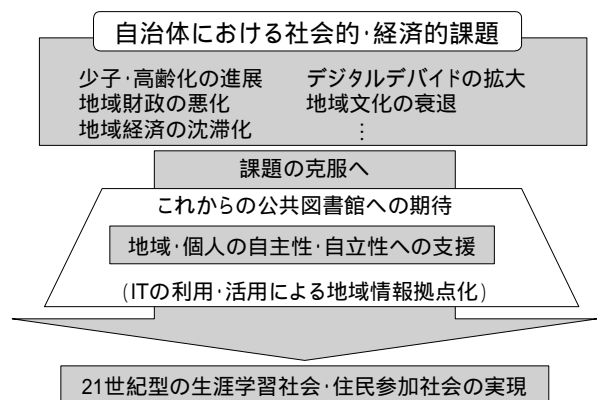 自治体における社会的･経済的課題
少子･高齢化の進展 デジタルデバイドの拡大
地域財政の悪化 地域文化の衰退
地域経済の沈滞化 ⋮
課題の克服へ
これからの公共図書館への期待
地域･個人の自主性･自立性への支援
(ITの利用･活用による地域情報拠点化)
21世紀型の生涯学習社会･住民参加社会の実現